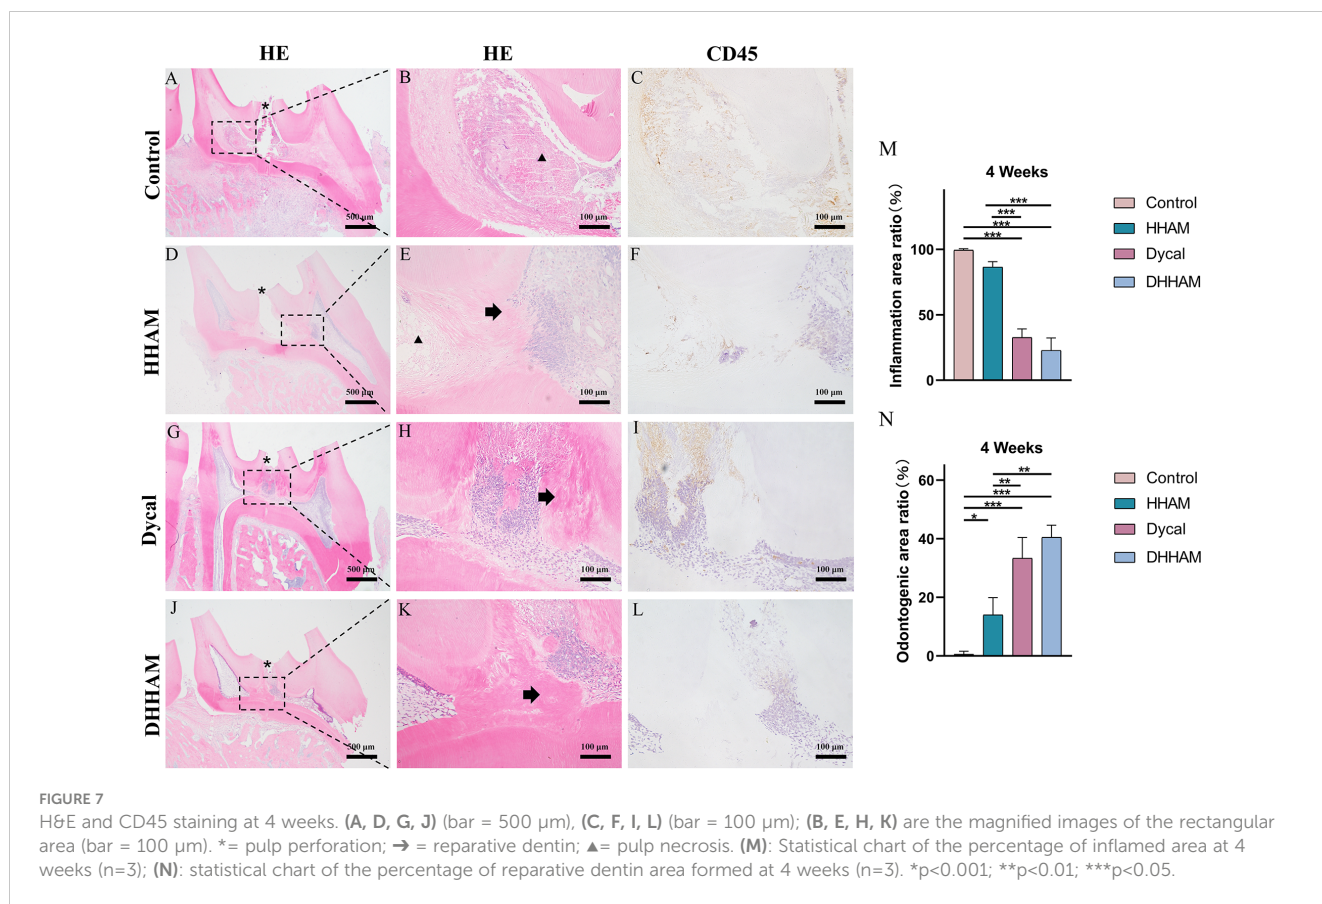 HE HE CD45
Control
A * 500 μm
B ▲ 100 μm
C 100 μm
HHAM
D * 500 μm
E ▲ 100 μm
F 100 μm
Dycal
G * 500 μm
H 100 μm
I 100 μm
DHHAM
J * 500 μm
K 100 μm
L 100 μm
M
4 Weeks
Inflammation area ratio (%)
100
50
0
***
***
***
***
Control
HHAM
Dycal
DHHAM
N
4 Weeks
Odontogenic area ratio (%)
60
40
20
0
**
**
***
***
*
Control
HHAM
Dycal
DHHAM
FIGURE 7
H&E and CD45 staining at 4 weeks. (A, D, G, J) (bar = 500 μm), (C, F, I, L) (bar = 100 μm); (B, E, H, K) are the magnified images of the rectangular
area (bar = 100 μm). *= pulp perforation; ➔ = reparative dentin; ▲= pulp necrosis. (M): Statistical chart of the percentage of inflamed area at 4
weeks (n=3); (N): statistical chart of the percentage of reparative dentin area formed at 4 weeks (n=3). *p<0.001; **p<0.01; ***p<0.05.